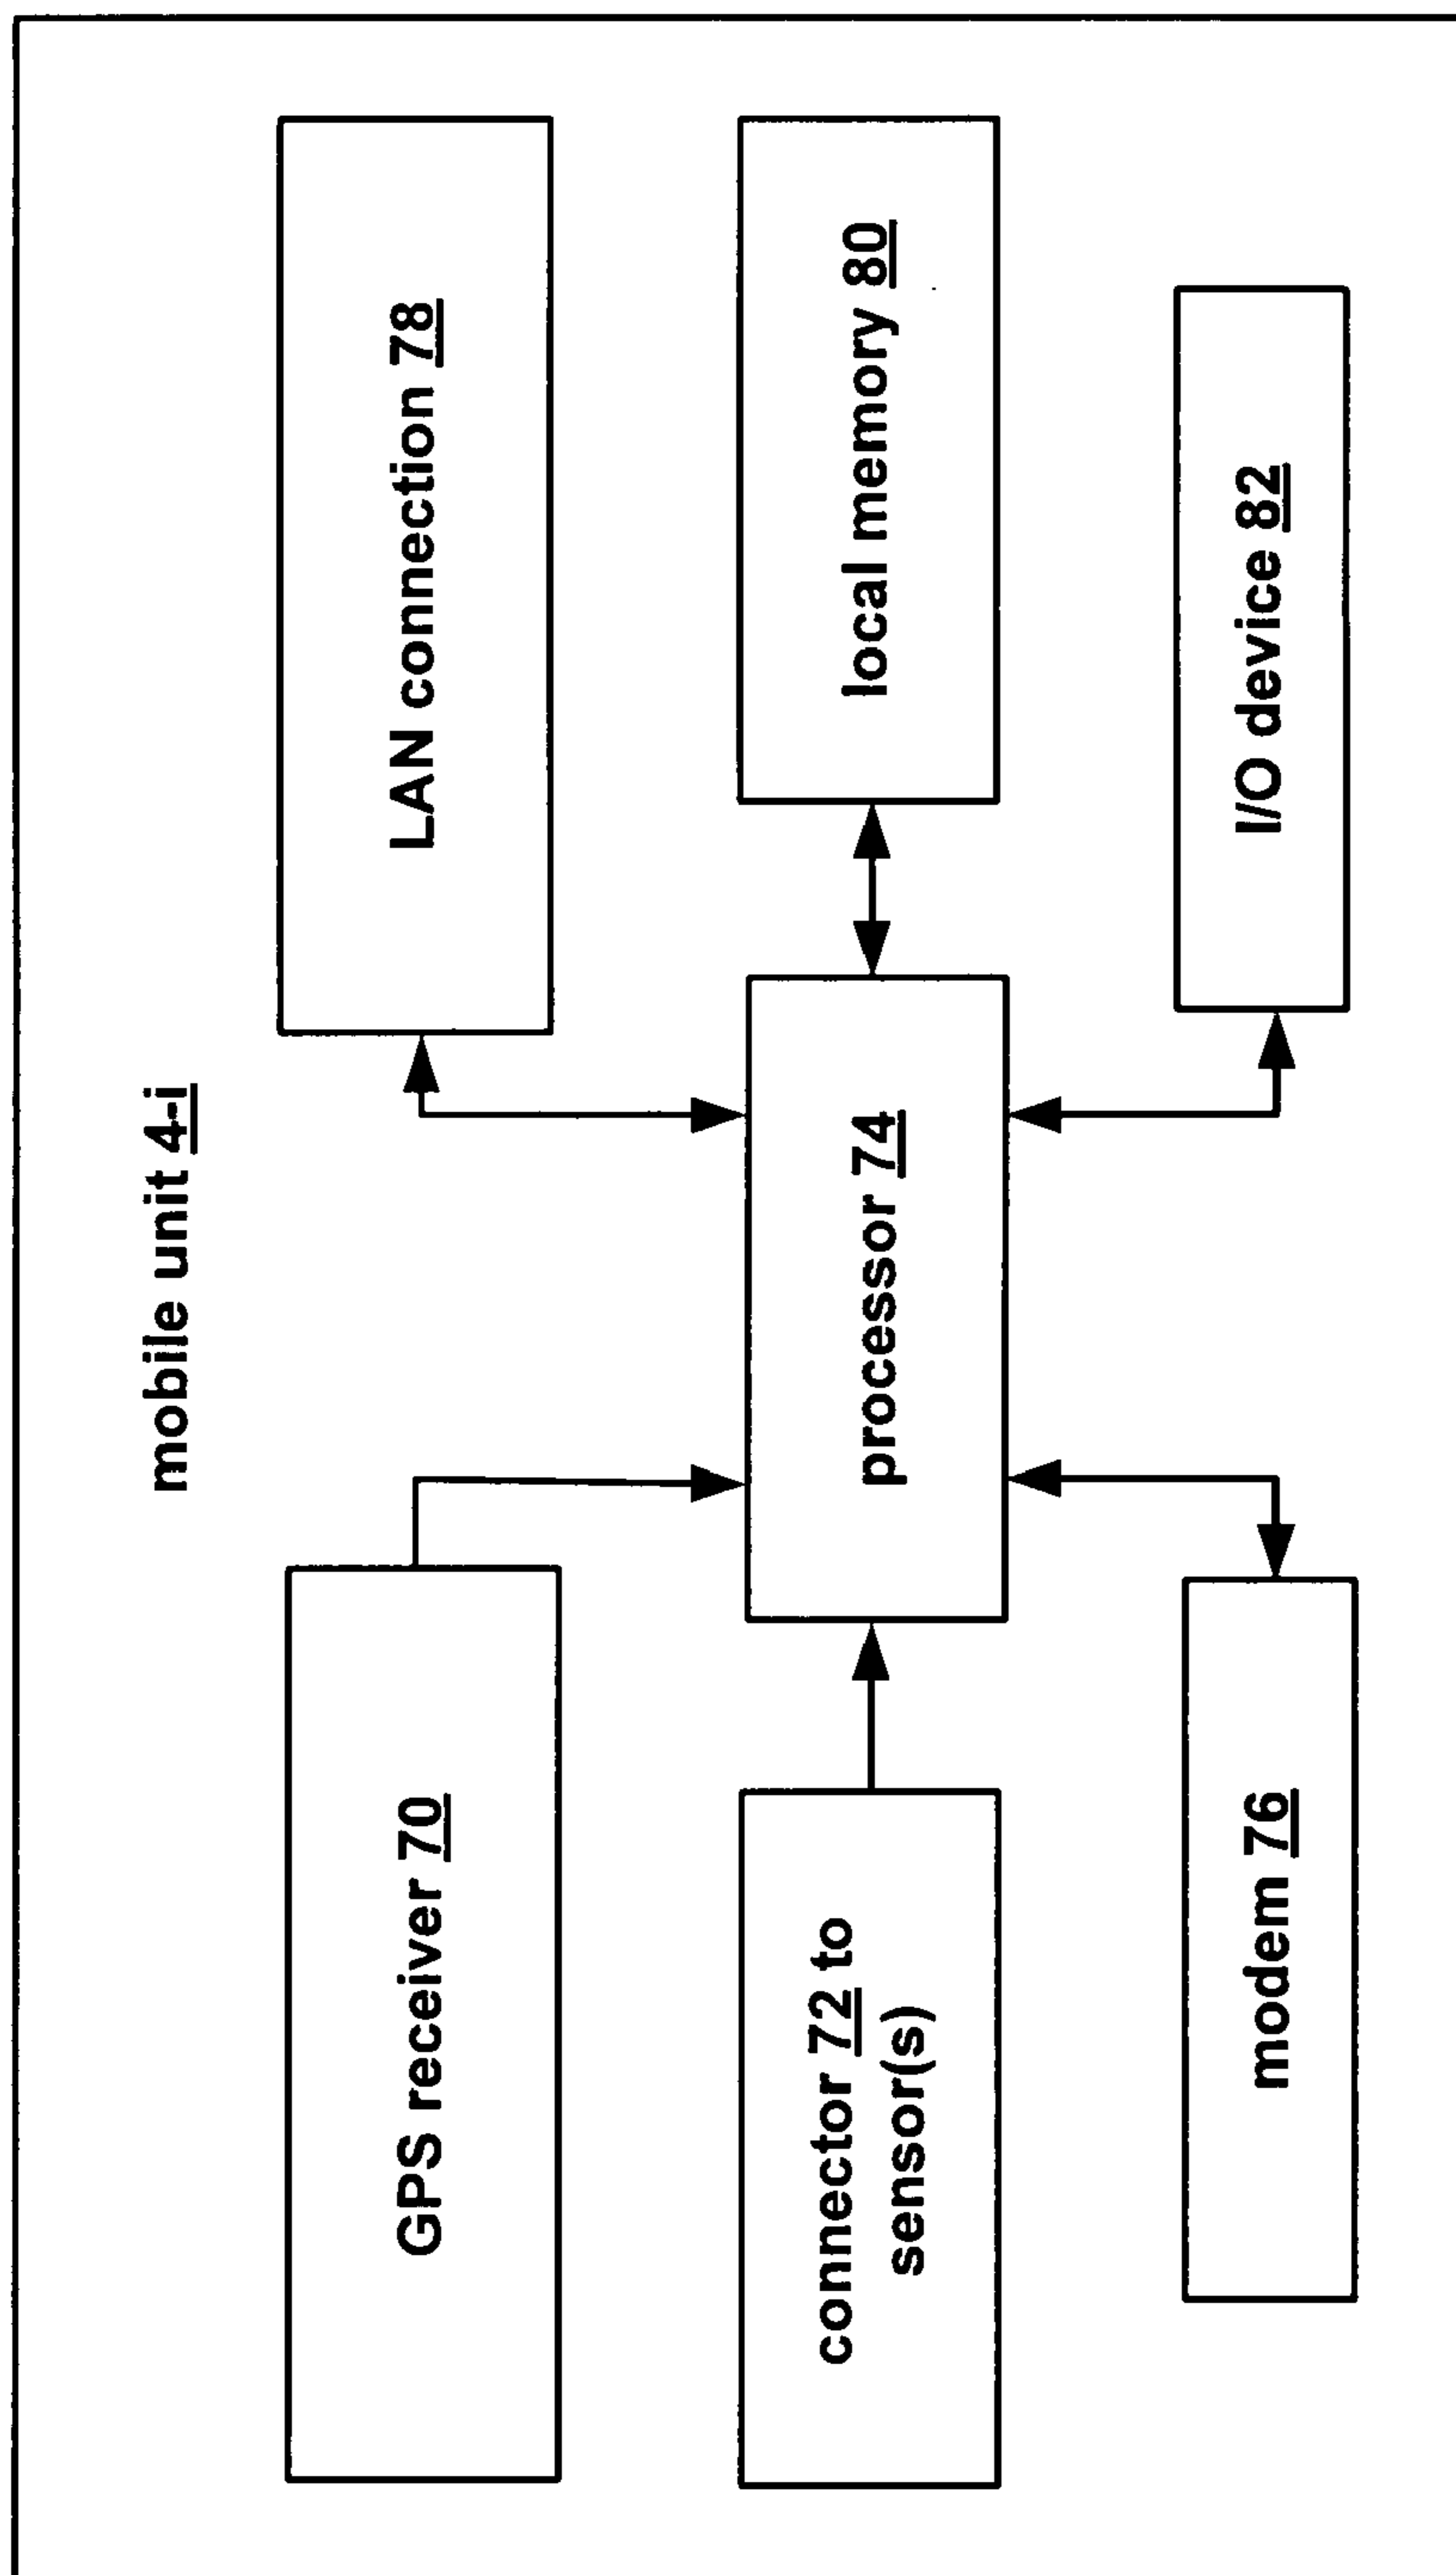 mobile unit 4-i
GPS receiver 70
LAN connection 78
connector 72 to
sensor(s)
processor 74
local memory 80
modem 76
I/O device 82